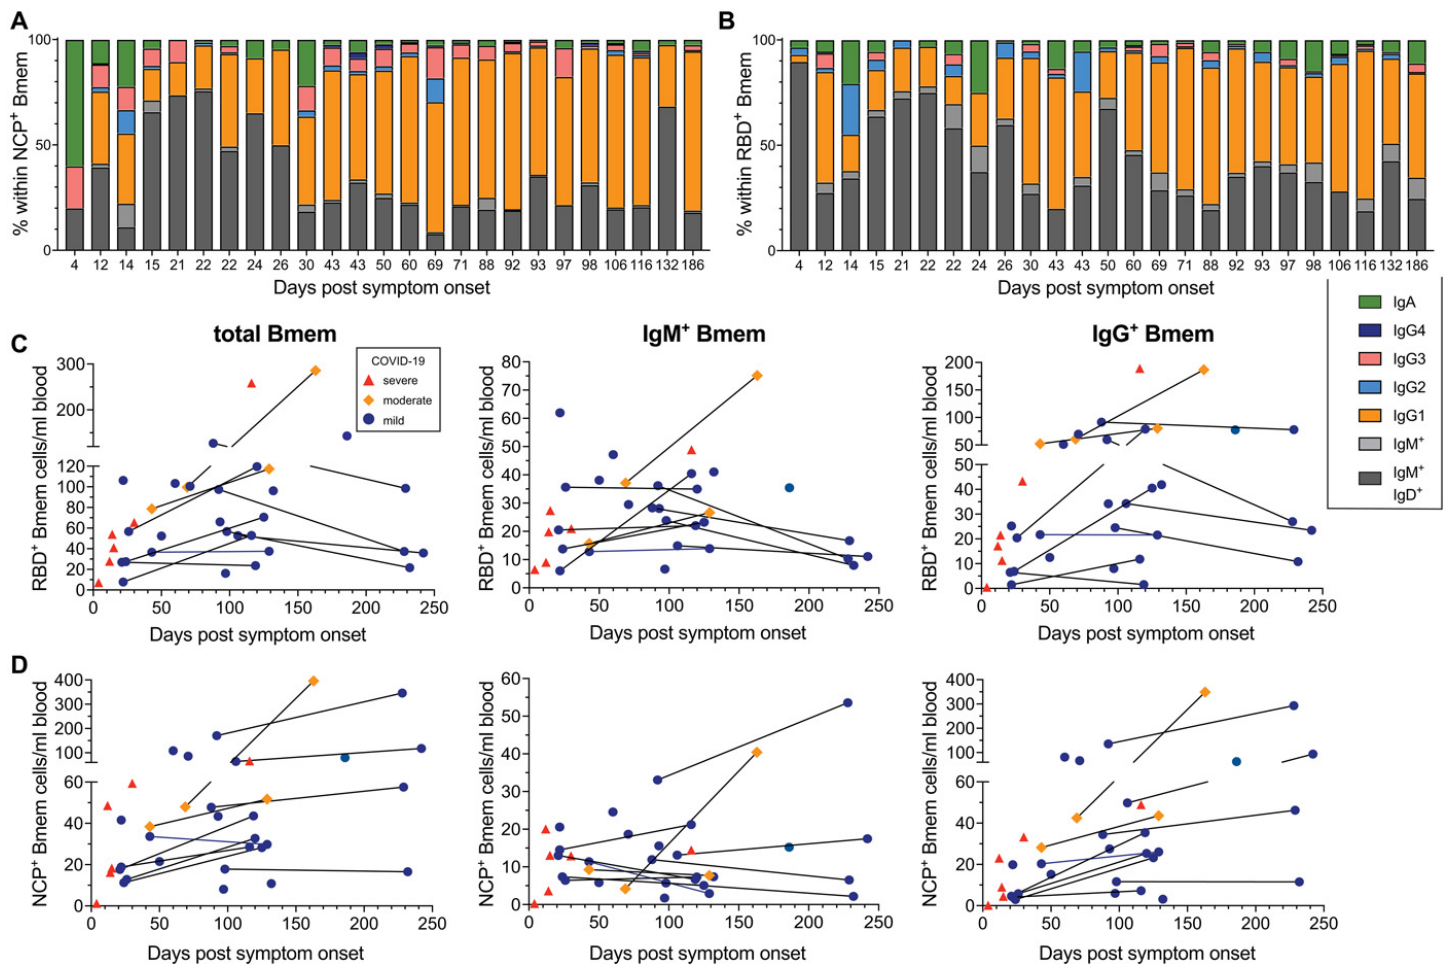 A
B
% within NCP+ Bmem
100
50
0
4 12 14 15 21 22 22 24 26 30 43 43 50 60 69 71 88 92 93 97 98 106 116 132 186
Days post symptom onset
% within RBD+ Bmem
100
50
0
4 12 14 15 21 22 22 24 26 30 43 43 50 60 69 71 88 92 93 97 98 106 116 132 186
Days post symptom onset
IgA
IgG4
IgG3
IgG2
IgG1
IgM+
IgM+
IgD+
C
total Bmem
IgM+ Bmem
IgG+ Bmem
RBD+ Bmem cells/ml blood
300
200
120
100
80
60
40
20
0
0 50 100 150 200 250
Days post symptom onset
COVID-19
severe
moderate
mild
RBD+ Bmem cells/ml blood
80
70
60
50
40
30
20
10
0
0 50 100 150 200 250
Days post symptom onset
RBD+ Bmem cells/ml blood
200
150
100
50
50
40
30
20
10
0
0 50 100 150 200 250
Days post symptom onset
D
NCP+ Bmem cells/ml blood
400
300
200
100
60
40
20
0
0 50 100 150 200 250
Days post symptom onset
NCP+ Bmem cells/ml blood
60
50
40
30
20
10
0
0 50 100 150 200 250
Days post symptom onset
NCP+ Bmem cells/ml blood
400
300
200
100
60
40
20
0
0 50 100 150 200 250
Days post symptom onset